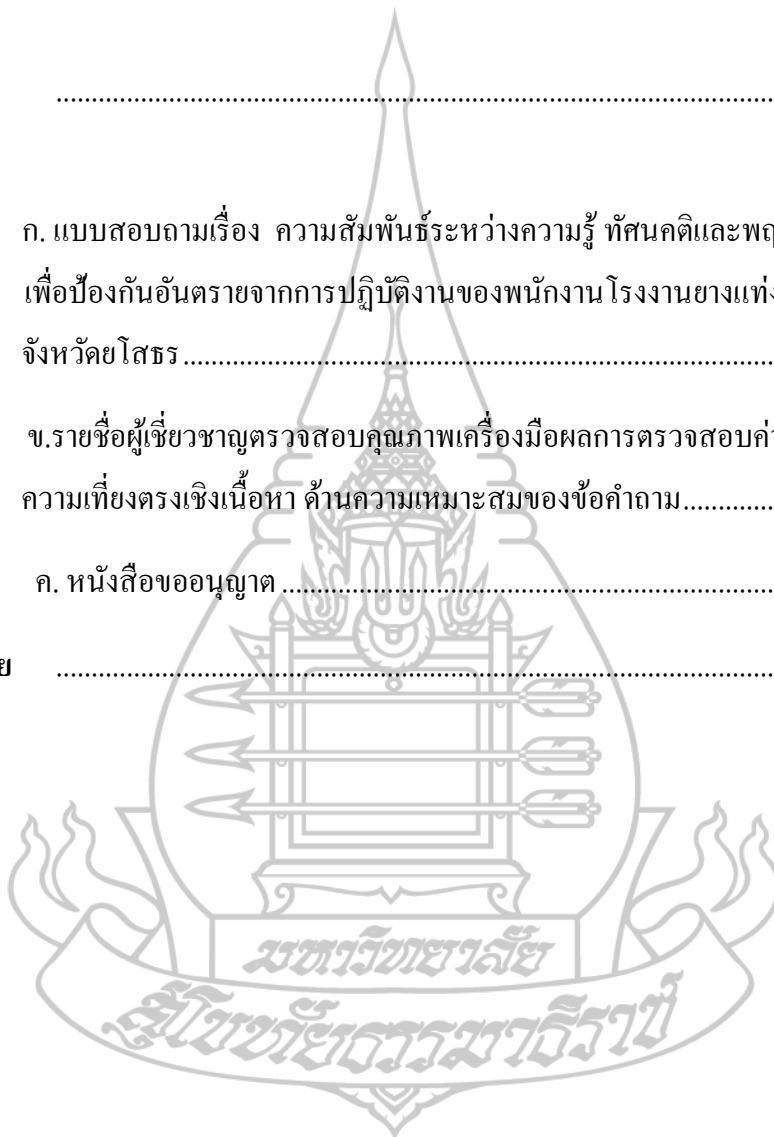 ................................................................................................
ก. แบบสอบถามเรื่อง ความสัมพันธ์ระหว่างความรู้ ทัศนคติและพฤ
เพื่อป้องกันอันตรายจากการปฏิบัติงานของพนักงานโรงงานยางแท่ง
จังหวัดยโสธร................................................................................
ข.รายชื่อผู้เชี่ยวชาญตรวจสอบคุณภาพเครื่องมือผลการตรวจสอบค่า
ความเที่ยงตรงเชิงเนื้อหา ด้านความเหมาะสมของข้อคำถาม.............
ค. หนังสือขออนุญาต......................................................................
ย ................................................................................................
มหาวิทยาลัย
สุโขทัยธรรมาธิราช